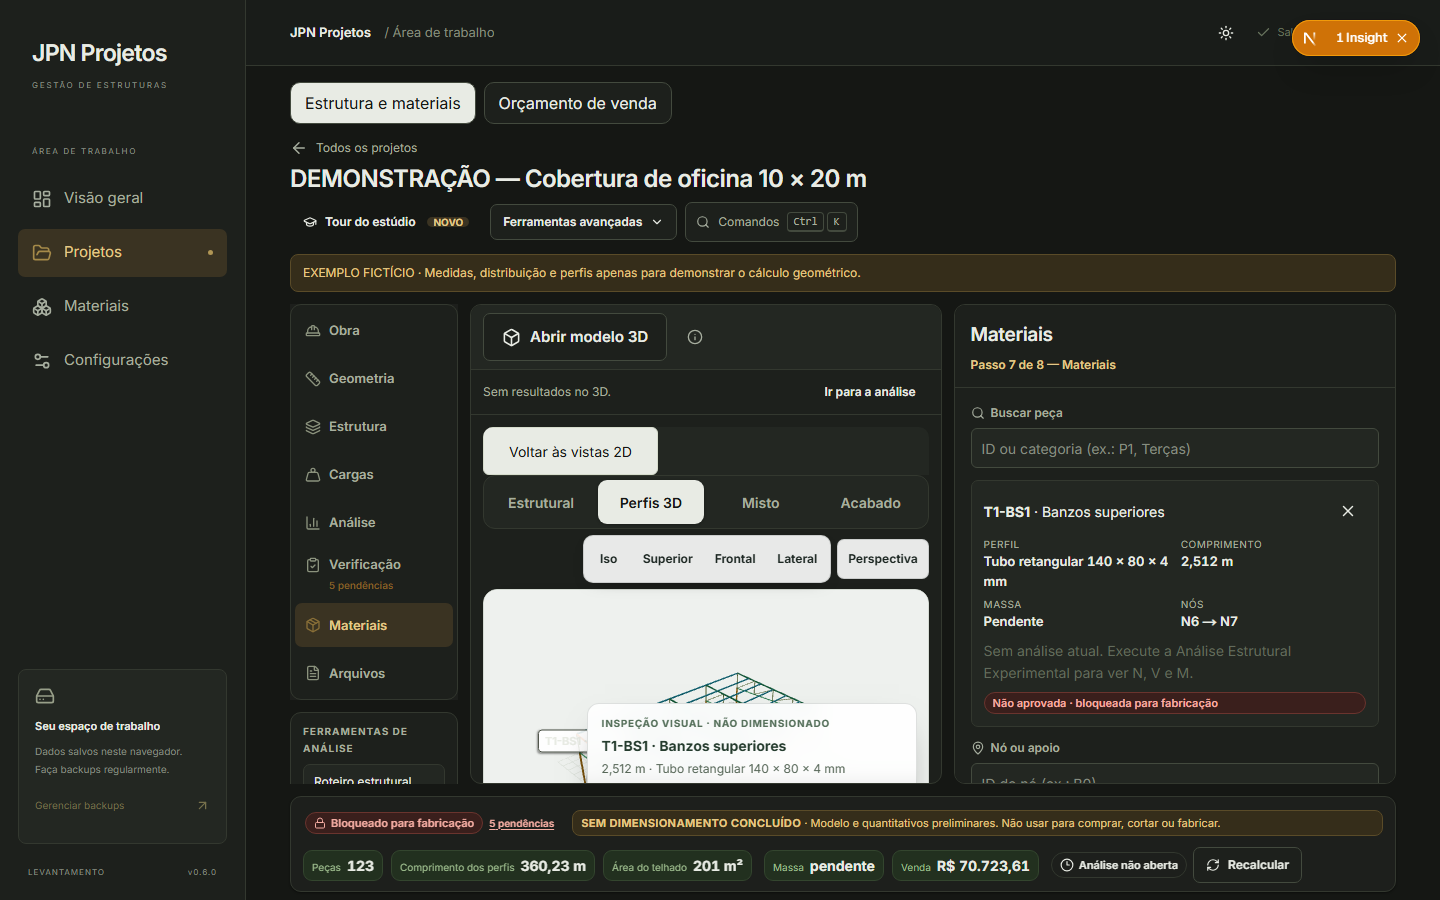 JPN Projetos
GESTÃO DE ESTRUTURAS
ÁREA DE TRABALHO
Visão geral
Projetos
Materiais
Configurações
Seu espaço de trabalho
Dados salvos neste navegador.
Faça backups regularmente.
Gerenciar backups
LEVANTAMENTO v0.6.0
JPN Projetos / Área de trabalho
1 Insight
Estrutura e materiais Orçamento de venda
Todos os projetos
DEMONSTRAÇÃO — Cobertura de oficina 10 × 20 m
Tour do estúdio NOVO Ferramentas avançadas Comandos Ctrl K
EXEMPLO FICTÍCIO · Medidas, distribuição e perfis apenas para demonstrar o cálculo geométrico.
Obra
Geometria
Estrutura
Cargas
Análise
Verificação
5 pendências
Materiais
Arquivos
FERRAMENTAS DE
ANÁLISE
Roteiro estrutural
Abrir modelo 3D
Sem resultados no 3D. Ir para a análise
Voltar às vistas 2D
Estrutural Perfis 3D Misto Acabado
Iso Superior Frontal Lateral Perspectiva
T1-BS1
INSPEÇÃO VISUAL · NÃO DIMENSIONADO
T1-BS1 · Banzos superiores
2,512 m · Tubo retangular 140 × 80 × 4 mm
Materiais
Passo 7 de 8 — Materiais
Buscar peça
ID ou categoria (ex.: P1, Terças)
T1-BS1 · Banzos superiores
PERFIL COMPRIMENTO
Tubo retangular 140 × 80 × 4 2,512 m
mm
MASSA NÓS
Pendente N6 → N7
Sem análise atual. Execute a Análise Estrutural
Experimental para ver N, V e M.
Não aprovada · bloqueada para fabricação
Nó ou apoio
ID do nó (ex.: B0)
Bloqueado para fabricação 5 pendências SEM DIMENSIONAMENTO CONCLUÍDO · Modelo e quantitativos preliminares. Não usar para comprar, cortar ou fabricar.
Peças 123 Comprimento dos perfis 360,23 m Área do telhado 201 m² Massa pendente Venda R$ 70.723,61 Análise não aberta Recalcular